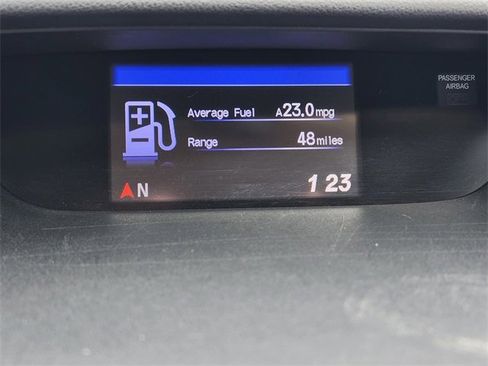 PASSENGER
AIRBAG
Average Fuel A23.0mpg
Range 48miles
N 1 23